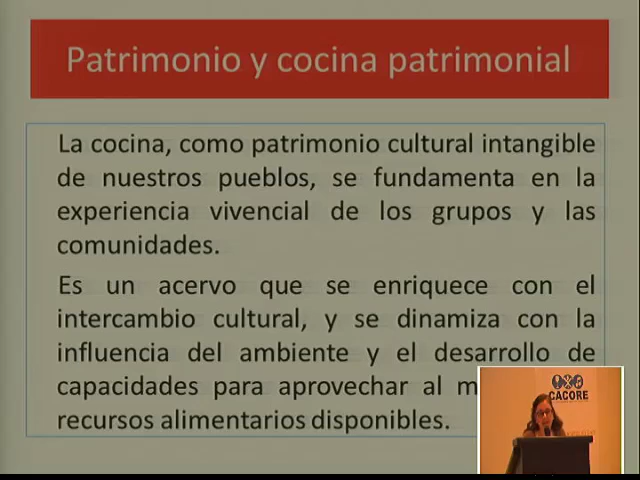 Patrimonio y cocina patrimonial
La cocina, como patrimonio cultural intangible
de nuestros pueblos, se fundamenta en la
experiencia vivencial de los grupos y las
comunidades.
Es un acervo que se enriquece con el
intercambio cultural, y se dinamiza con la
influencia del ambiente y el desarrollo de
capacidades para aprovechar al
recursos alimentarios disponibles.
CACORE